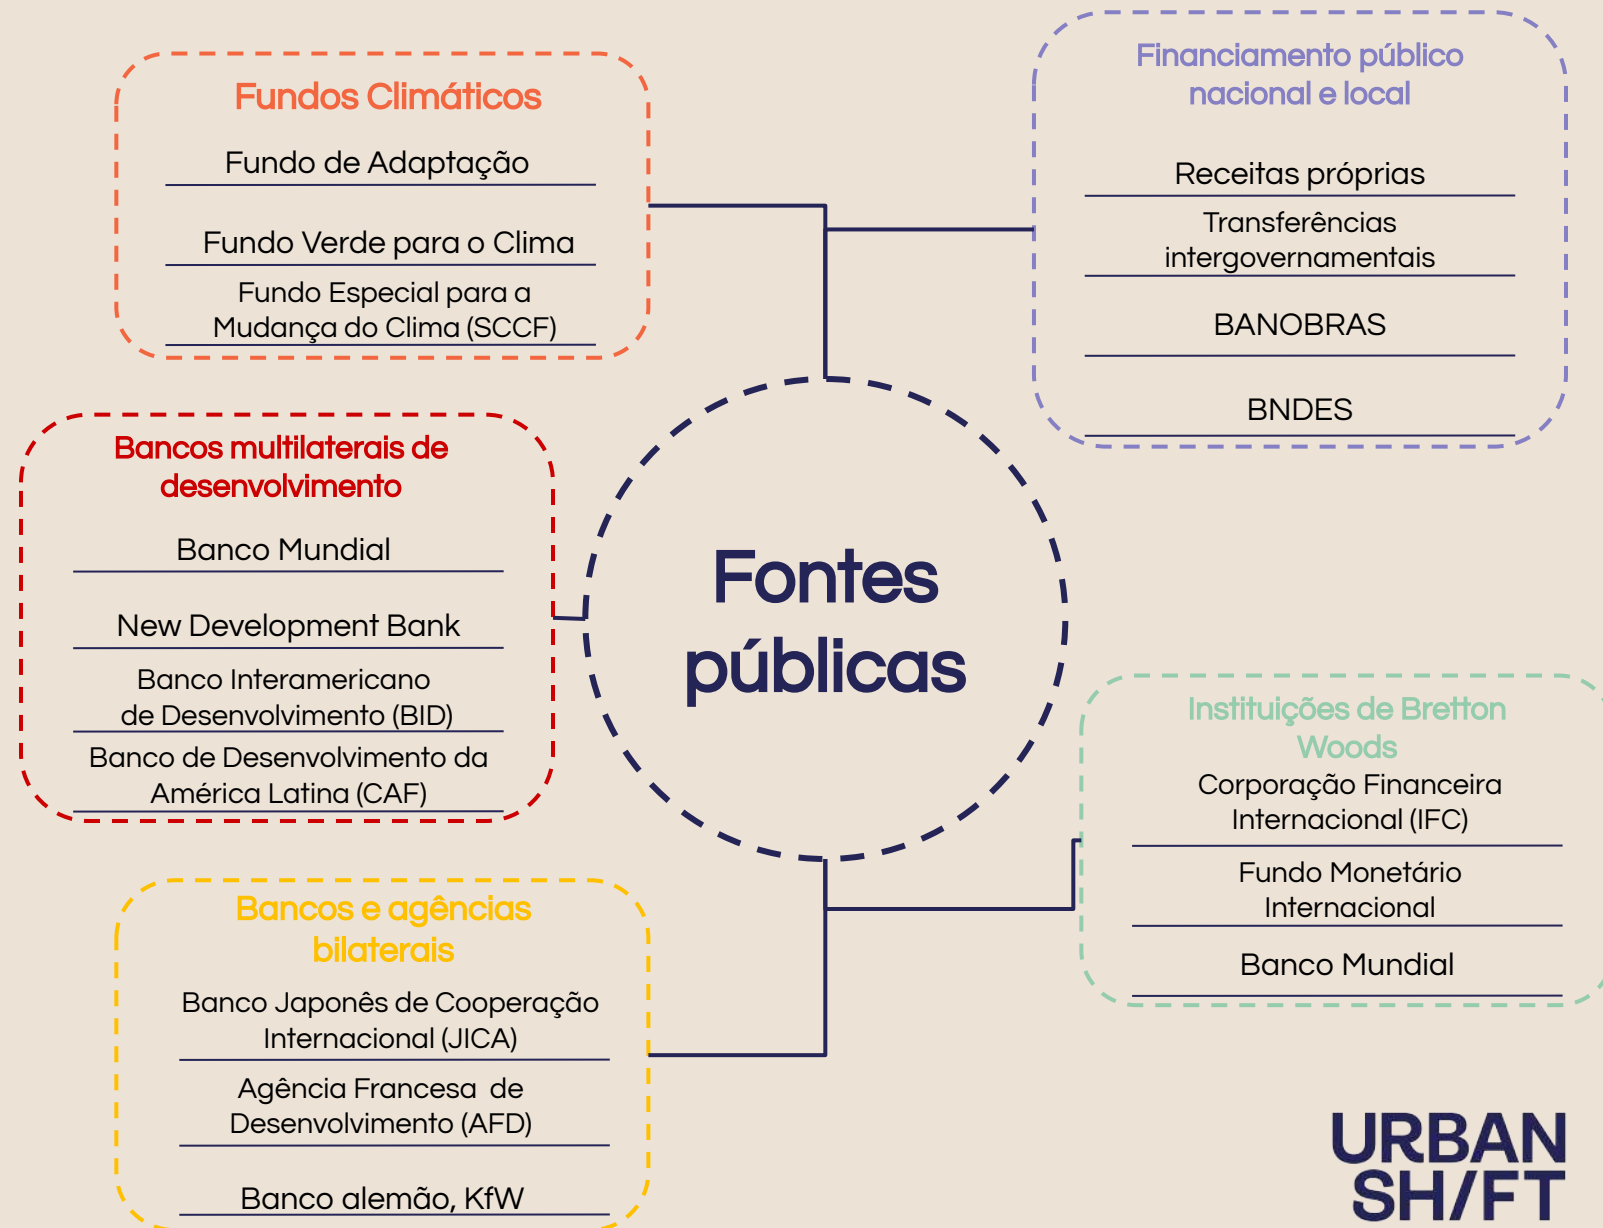 Fundos Climáticos
Fundo de Adaptação
Fundo Verde para o Clima
Fundo Especial para a
Mudança do Clima (SCCF)
Financiamento público
nacional e local
Receitas próprias
Transferências
intergovernamentais
BANOBRAS
BNDES
Bancos multilaterais de
desenvolvimento
Banco Mundial
New Development Bank
Banco Interamericano
de Desenvolvimento (BID)
Banco de Desenvolvimento da
América Latina (CAF)
Fontes
públicas
Instituições de Bretton
Woods
Corporação Financeira
Internacional (IFC)
Fundo Monetário
Internacional
Banco Mundial
Bancos e agências
bilaterais
Banco Japonês de Cooperação
Internacional (JICA)
Agência Francesa de
Desenvolvimento (AFD)
Banco alemão, KfW
URBAN
SH/FT